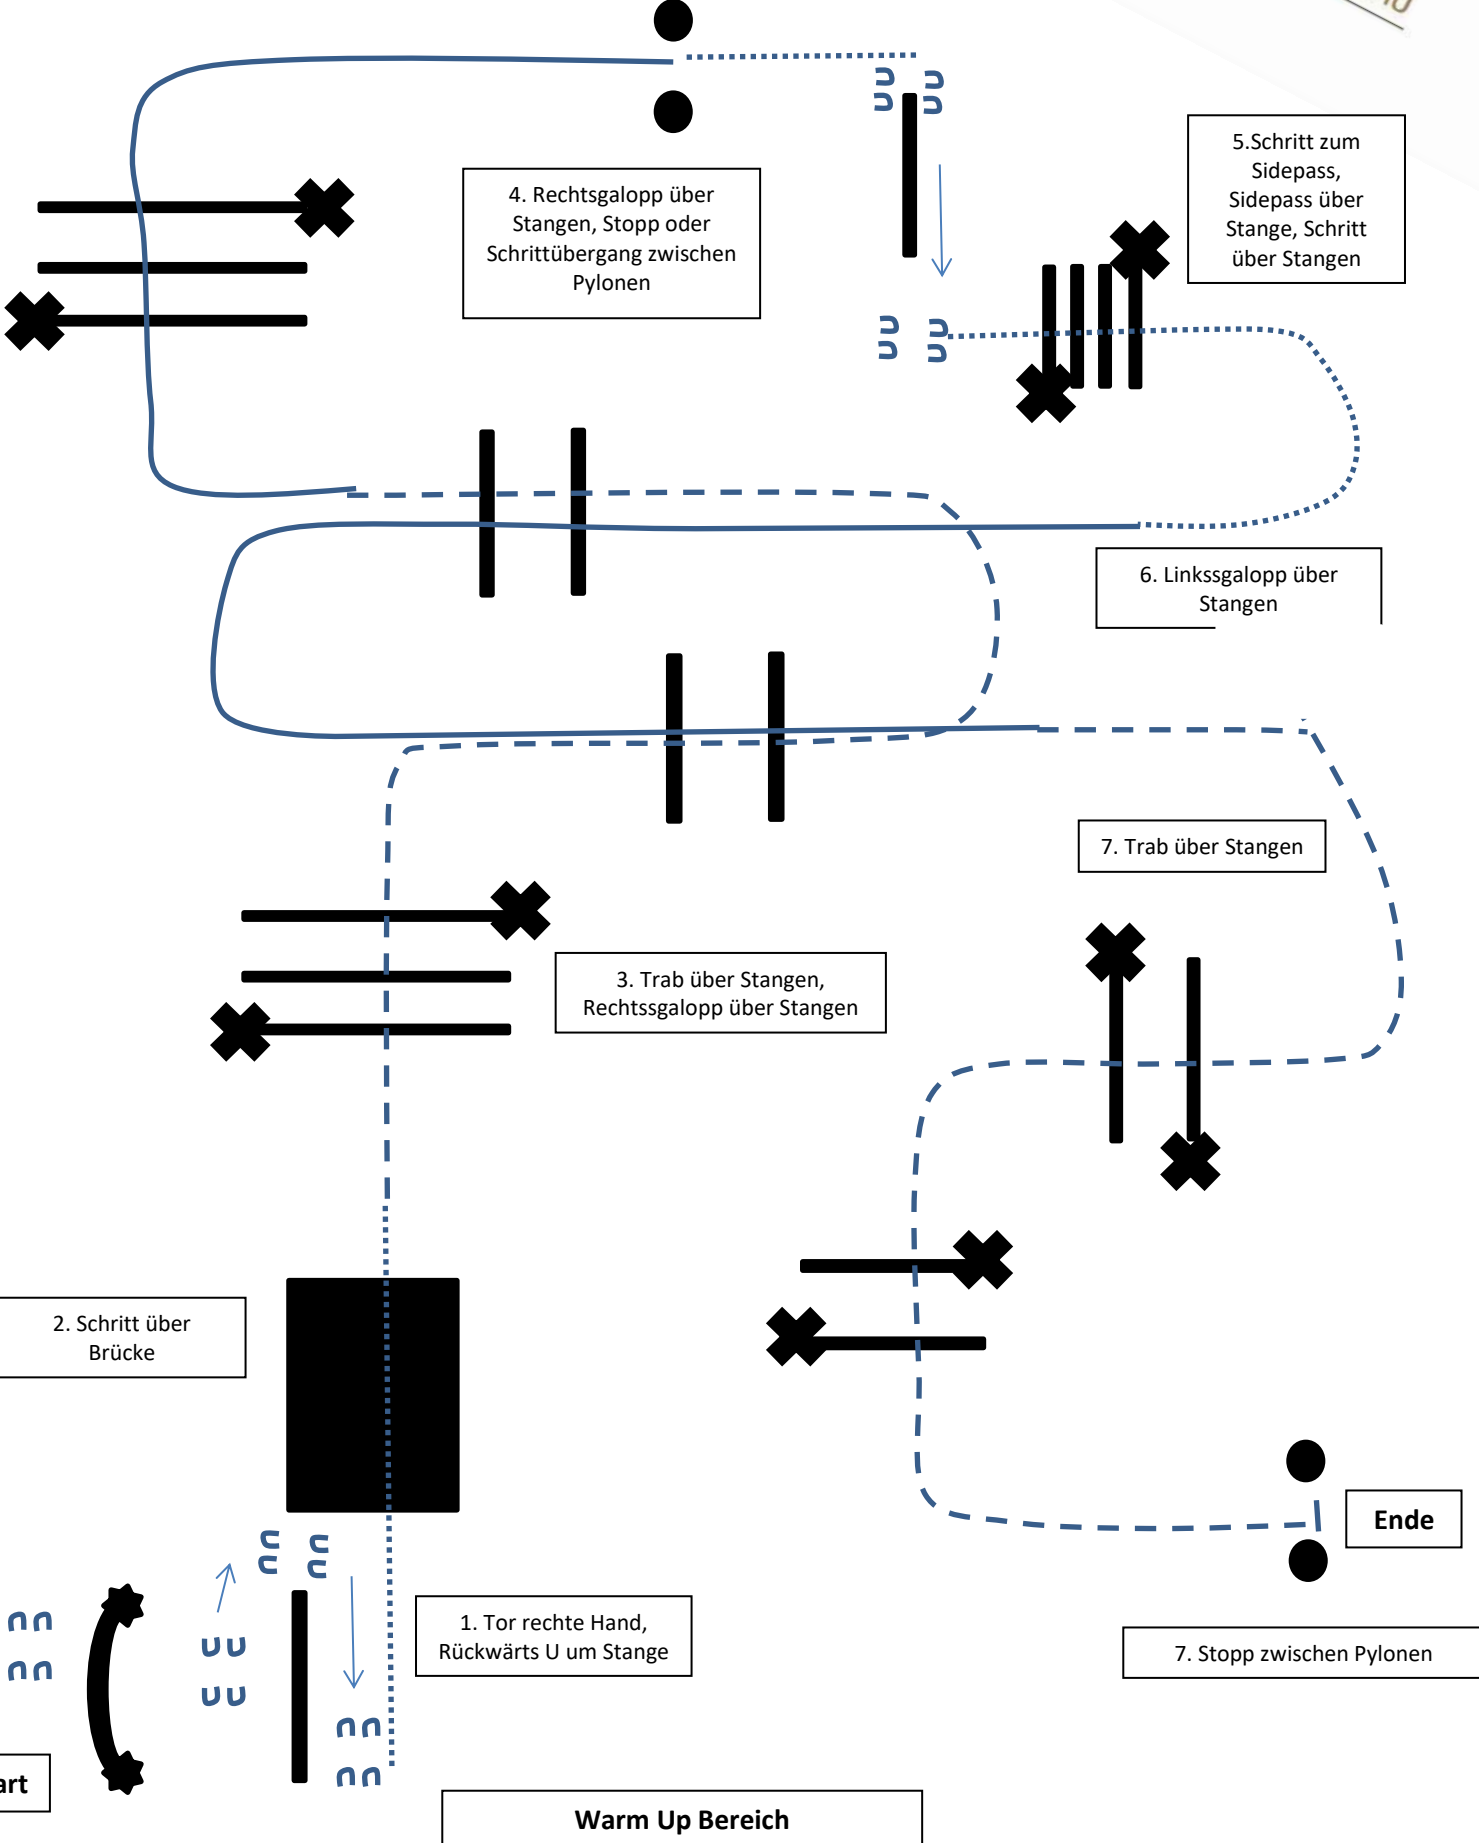 4. Rechtsgalopp über
Stangen, Stopp oder
Schrittübergang zwischen
Pylonen
5.Schritt zum
Sidepass,
Sidepass über
Stange, Schritt
über Stangen
6. Linkssgalopp über
Stangen
7. Trab über Stangen
3. Trab über Stangen,
Rechtssgalopp über Stangen
2. Schritt über
Brücke
Ende
1. Tor rechte Hand,
Rückwärts U um Stange
7. Stopp zwischen Pylonen
art
Warm Up Bereich